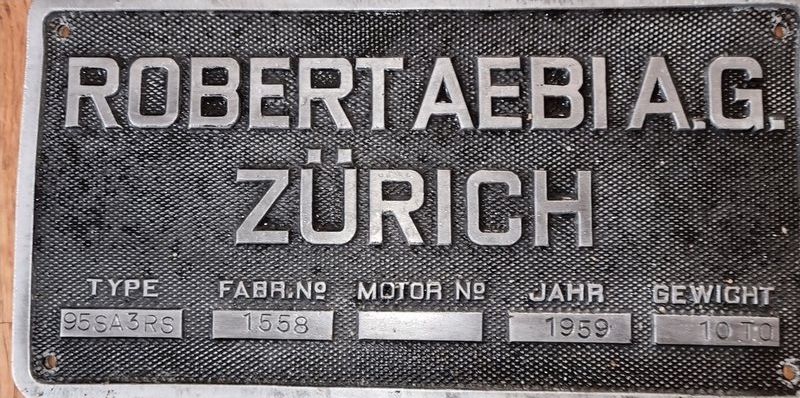 ROBERT AEBI A.G.
ZÜRICH
TYPE FABR.No MOTOR No JAHR GEWICHT
95SA3RS 1558 1959 10 TO